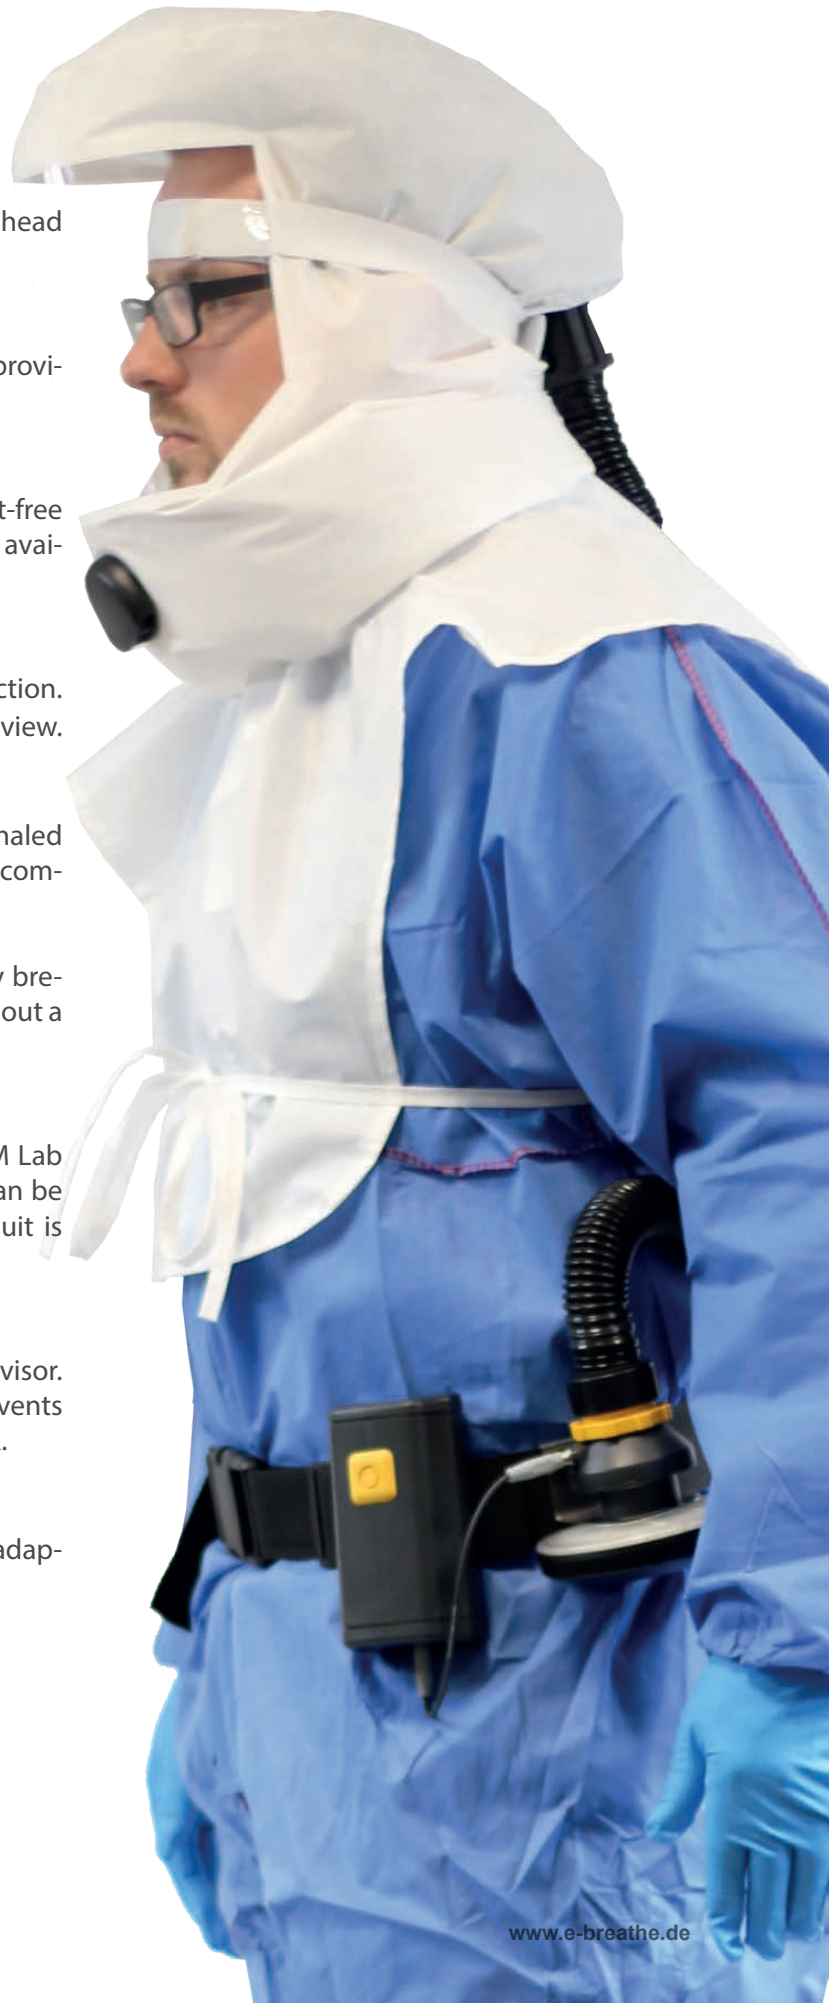 head
provi-
t-free
avai-
ction.
view.
haled
com-
bre-
out a
M Lab
an be
uit is
visor.
vents
adap-
www.e-breathe.de